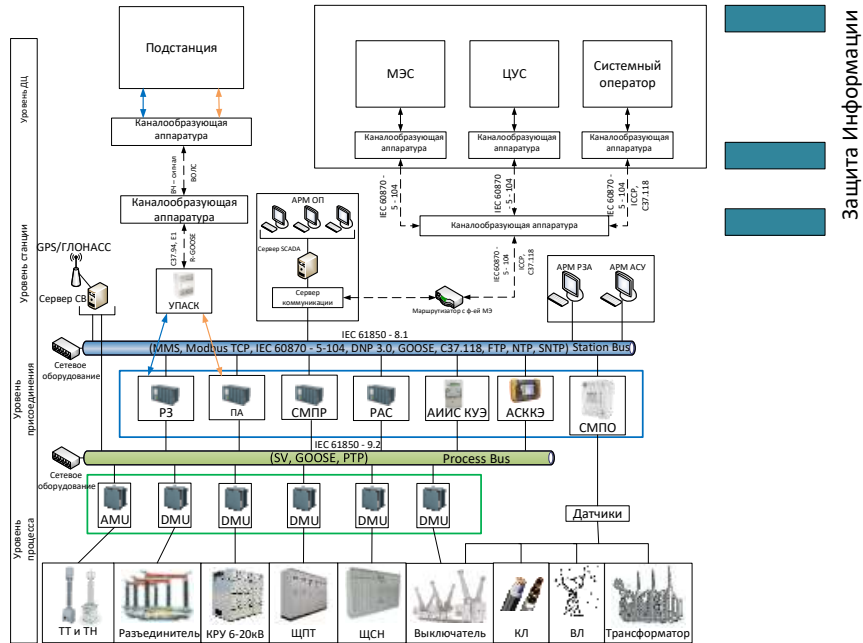 Подстанция
МЭС
ЦУС
Системный
оператор
Защита Информации
Уровень ДЦ
Каналообразующая
аппаратура
Каналообразующая
аппаратура
Каналообразующая
аппаратура
Каналообразующая
аппаратура
ВЧ – сигнал
ВОЛС
IEC 60870 -
5 - 104
IEC 60870
- 5 - 104
IEC 60870 -
5 - 104
ICCP,
C37.118
Каналообразующая
аппаратура
АРМ ОП
Каналообразующая аппаратура
Уровень станции
GPS/ГЛОНАСС
C37.94, E1
R-GOOSE
Сервер SCADA
IEC60870 -
5 - 104
ICCP,
C37.118
АРМ РЗА
АРМ АСУ
Сервер СВ
УПАСК
Сервер
коммуникации
Маршрутизатор с ф-ей МЭ
IEC 61850 - 8.1
(MMS, Modbus TCP, IEC 60870 - 5-104, DNP 3.0, GOOSE, C37.118, FTP, NTP, SNTP)
Station Bus
Сетевое
оборудование
Уровень
присоединения
РЗ
ПА
СМПР
РАС
АИИС КУЭ
АСККЭ
СМПО
IEC 61850 - 9.2
(SV, GOOSE, PTP)
Process Bus
Сетевое
оборудование
Уровень
процесса
AMU
DMU
DMU
DMU
DMU
DMU
Датчики
ТТ и ТН
Разъединитель
КРУ 6-20кВ
ЩПТ
ЩСН
Выключатель
КЛ
ВЛ
Трансформатор